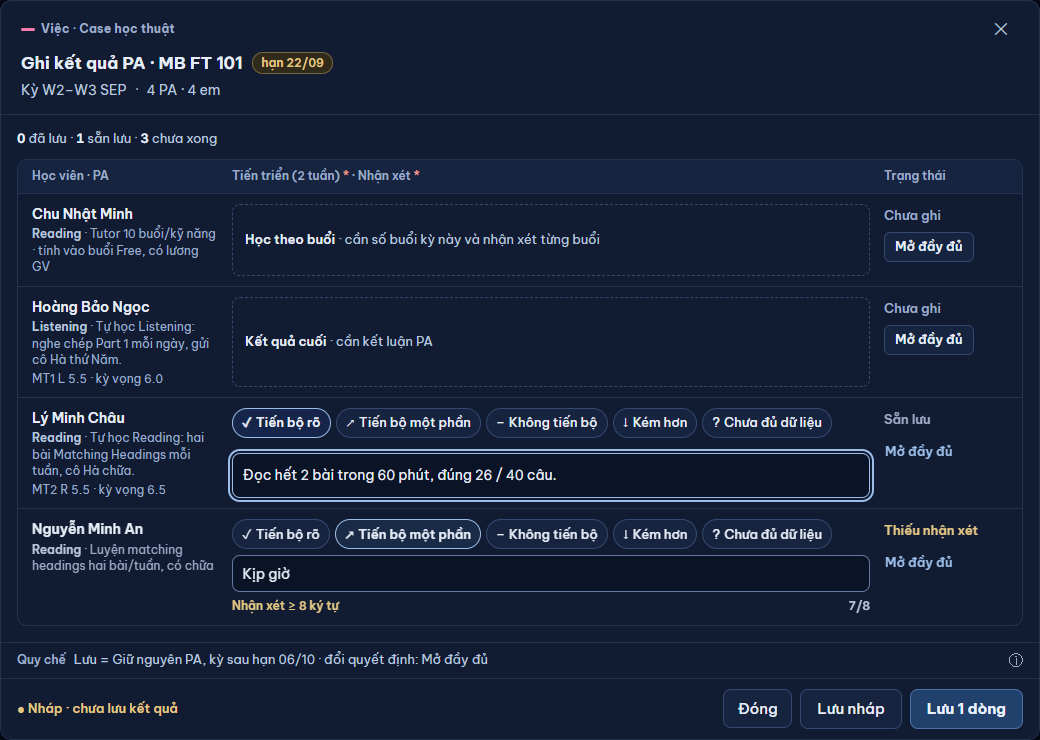 Việc · Case học thuật
Ghi kết quả PA · MB FT 101 hạn 22/09
Kỳ W2–W3 SEP · 4 PA · 4 em
0 đã lưu · 1 sẵn lưu · 3 chưa xong
Học viên · PA
Tiến triển (2 tuần) * · Nhận xét *
Trạng thái
Chu Nhật Minh
Reading · Tutor 10 buổi/kỹ năng
· tính vào buổi Free, có lương
GV
Học theo buổi · cần số buổi kỳ này và nhận xét từng buổi
Chưa ghi
Mở đầy đủ
Hoàng Bảo Ngọc
Listening · Tự học Listening:
nghe chép Part 1 mỗi ngày, gửi
cô Hà thứ Năm.
MT1 L 5.5 · kỳ vọng 6.0
Kết quả cuối · cần kết luận PA
Chưa ghi
Mở đầy đủ
Lý Minh Châu
Reading · Tự học Reading: hai
bài Matching Headings mỗi
tuần, cô Hà chữa.
MT2 R 5.5 · kỳ vọng 6.5
✓ Tiến bộ rõ
↗ Tiến bộ một phần
– Không tiến bộ
↓ Kém hơn
? Chưa đủ dữ liệu
Đọc hết 2 bài trong 60 phút, đúng 26 / 40 câu.
Sẵn lưu
Mở đầy đủ
Nguyễn Minh An
Reading · Luyện matching
headings hai bài/tuần, có chữa
✓ Tiến bộ rõ
↗ Tiến bộ một phần
– Không tiến bộ
↓ Kém hơn
? Chưa đủ dữ liệu
Kịp giờ
Nhận xét ≥ 8 ký tự
7/8
Thiếu nhận xét
Mở đầy đủ
Quy chế Lưu = Giữ nguyên PA, kỳ sau hạn 06/10 · đổi quyết định: Mở đầy đủ
● Nháp · chưa lưu kết quả
Đóng
Lưu nháp
Lưu 1 dòng